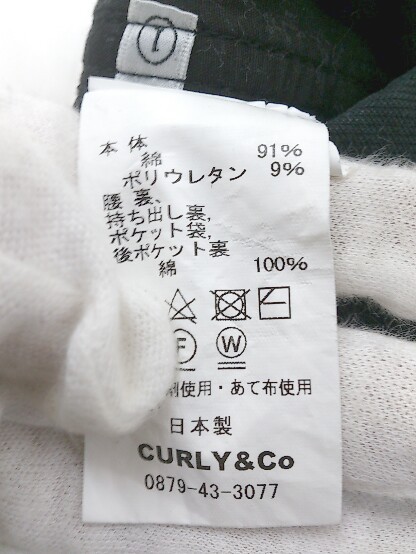 1
本体
綿 91%
ポリウレタン 9%
腰裏、
持ち出し裏,
ポケット袋,
後ポケット裏
綿 100%
F W
使用・あて布使用
日本製
CURLY&Co
0879-43-3077